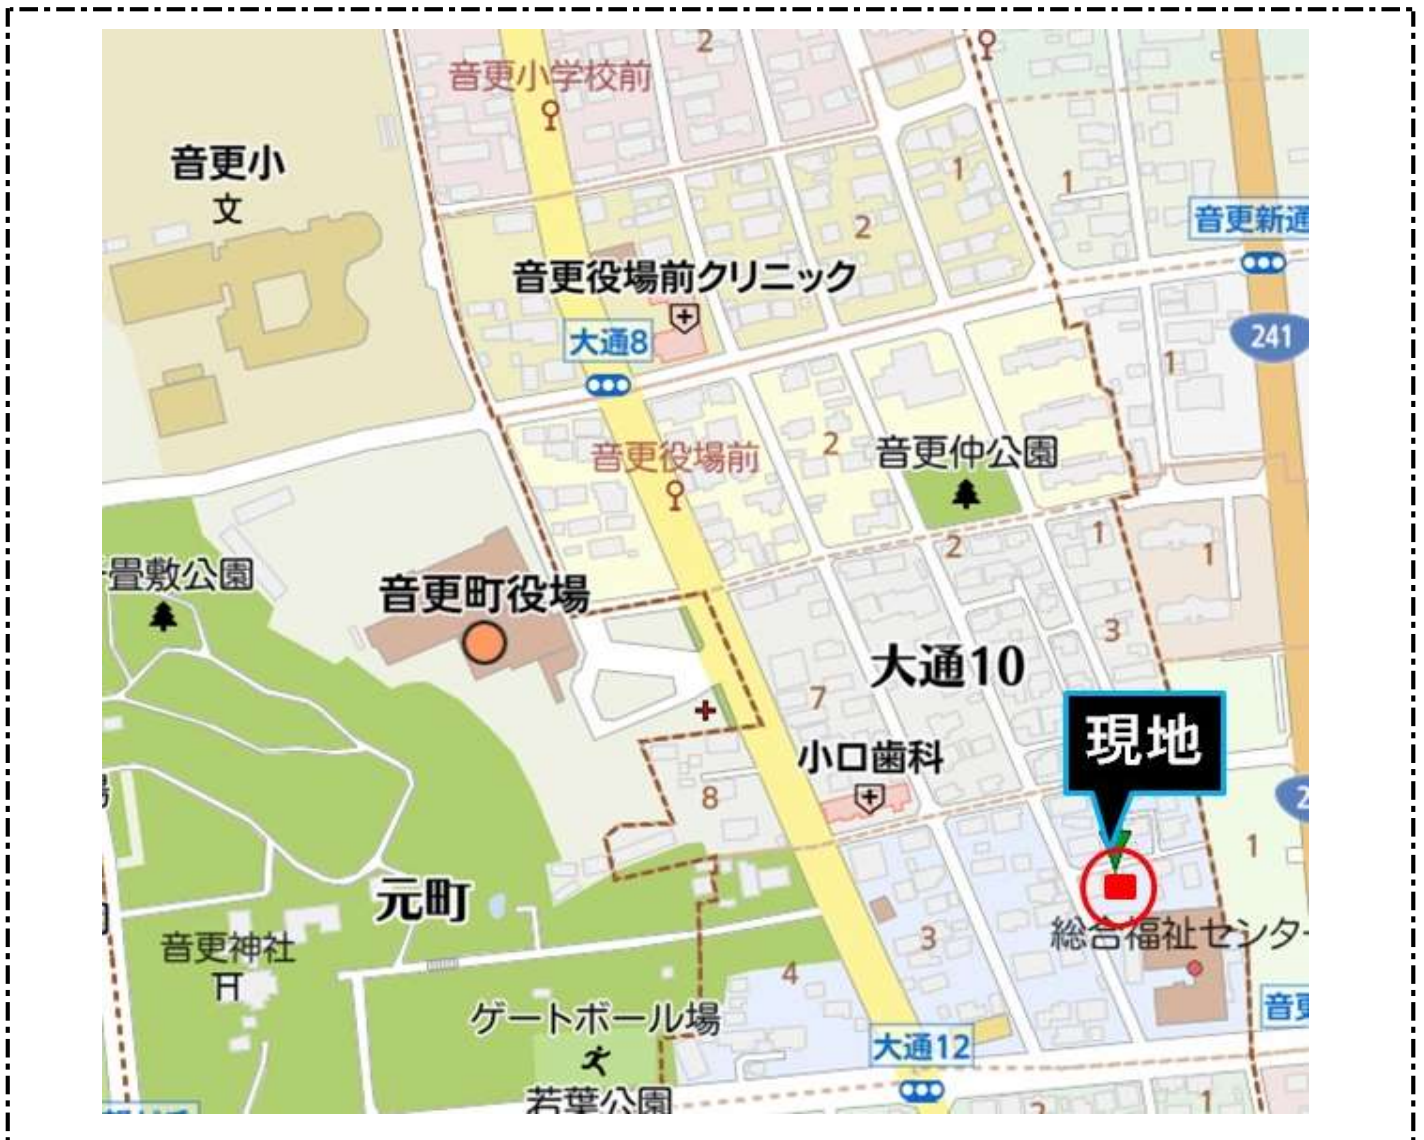 2
音更小学校前
音更小
文
1
1
2
音更新通
音更役場前クリニック
大通8
241
1
音更役場前
2
音更仲公園
1
2
1
畳敷公園
音更町役場
3
大通10
7
現地
小口歯科
8
2
1
元町
総合福祉センター
3
音更神社
4
ゲートボール場
音更
大通12
若葉公園
2
1